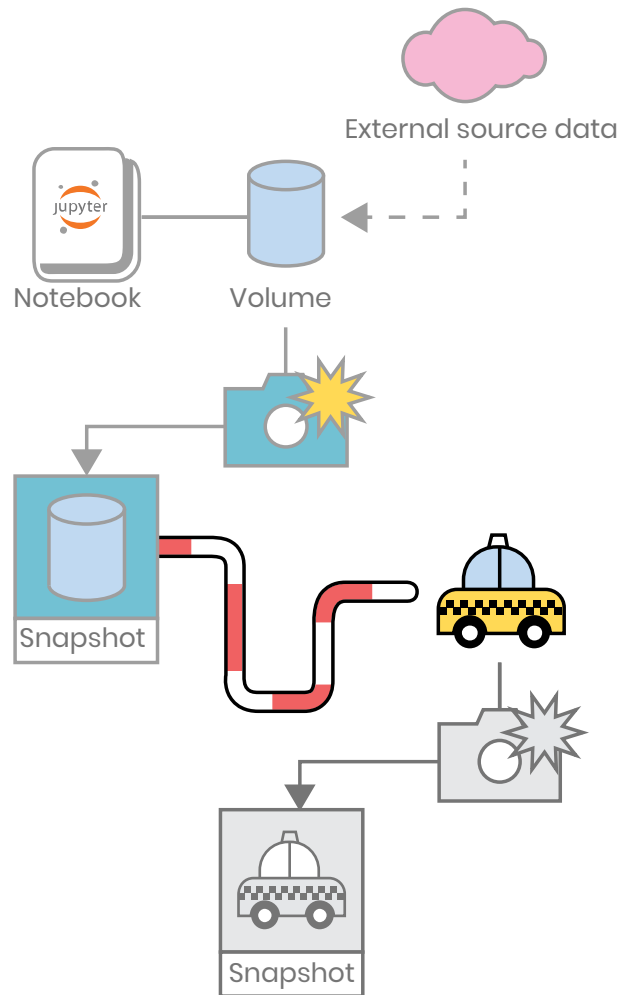 External source data
jupyter
Notebook
Volume
Snapshot
Snapshot